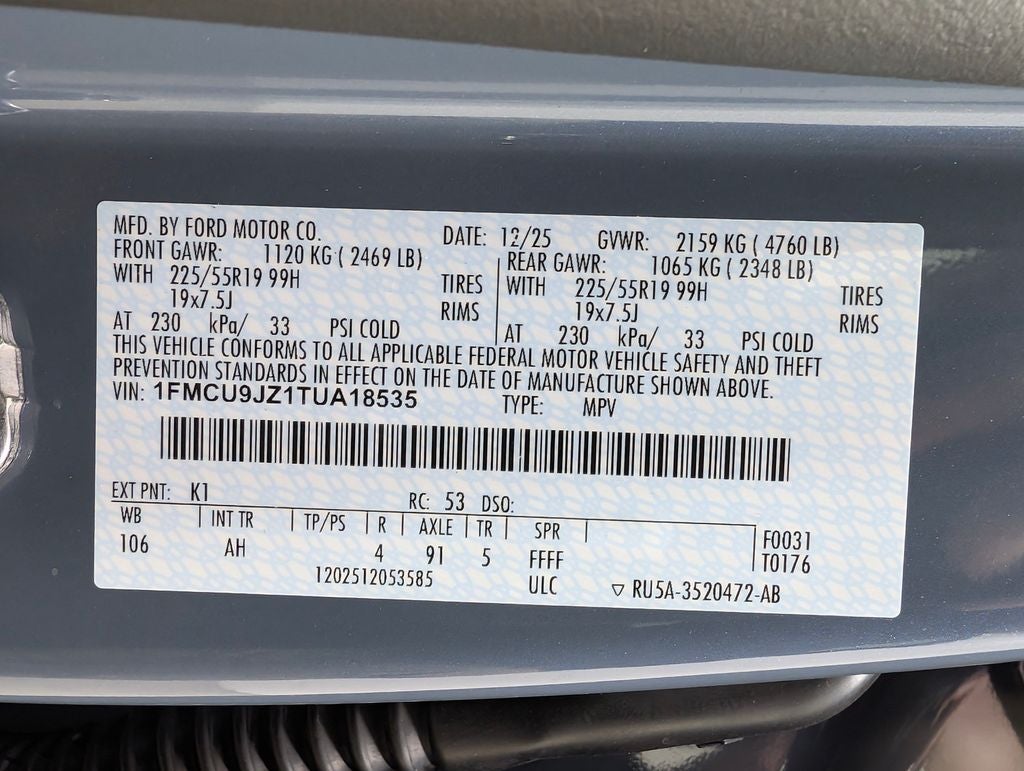 MFD. BY FORD MOTOR CO. DATE: 12/25 GVWR: 2159 KG ( 4760 LB)
FRONT GAWR: 1120 KG ( 2469 LB) REAR GAWR: 1065 KG ( 2348 LB)
WITH 225/55R19 99H TIRES WITH 225/55R19 99H TIRES
19x7.5J RIMS 19x7.5J RIMS
AT 230 kPa/ 33 PSI COLD AT 230 kPa/ 33 PSI COLD
THIS VEHICLE CONFORMS TO ALL APPLICABLE FEDERAL MOTOR VEHICLE SAFETY AND THEFT
PREVENTION STANDARDS IN EFFECT ON THE DATE OF MANUFACTURE SHOWN ABOVE.
VIN: 1FMCU9JZ1TUA18535 TYPE: MPV
EXT PNT: K1 RC: 53 DSO:
WB INT TR TP/PS R AXLE TR SPR F0031
106 AH 4 91 5 FFFF T0176
1202512053585 ULC ▽ RU5A-3520472-AB